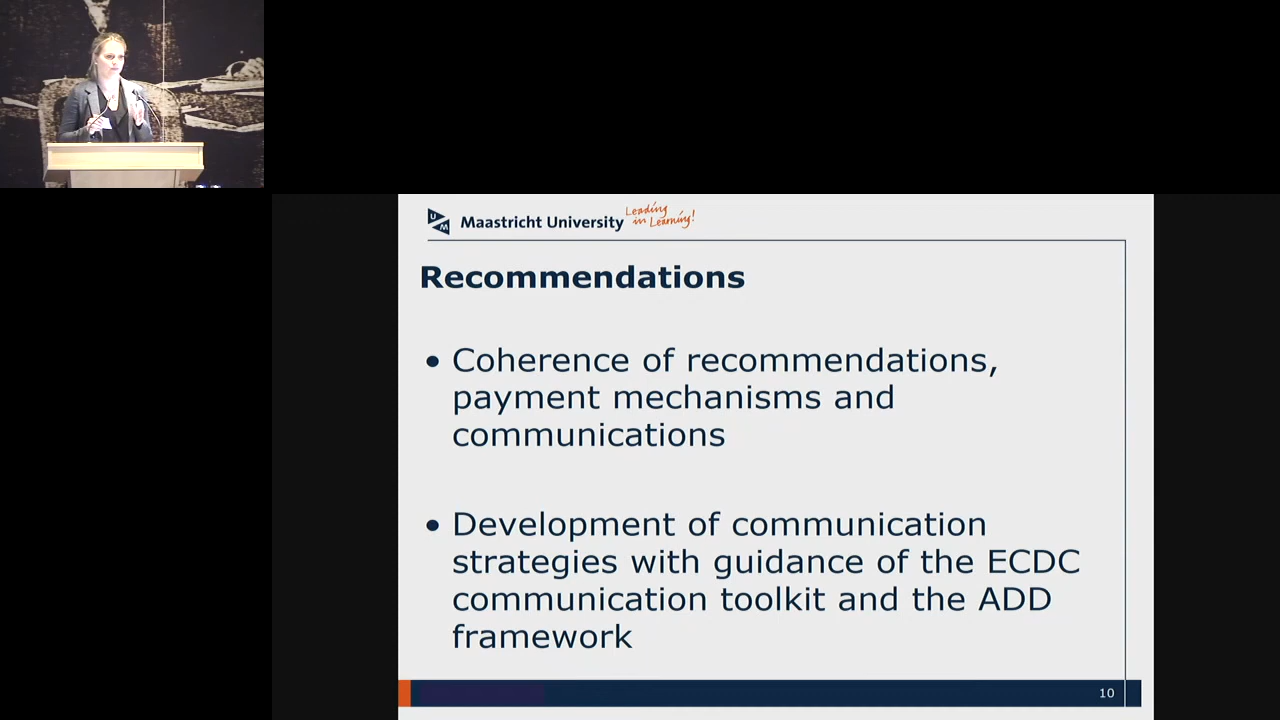 UM
Maastricht University
Leading
in Learning!
Recommendations
• Coherence of recommendations,
payment mechanisms and
communications
• Development of communication
strategies with guidance of the ECDC
communication toolkit and the ADD
framework
10